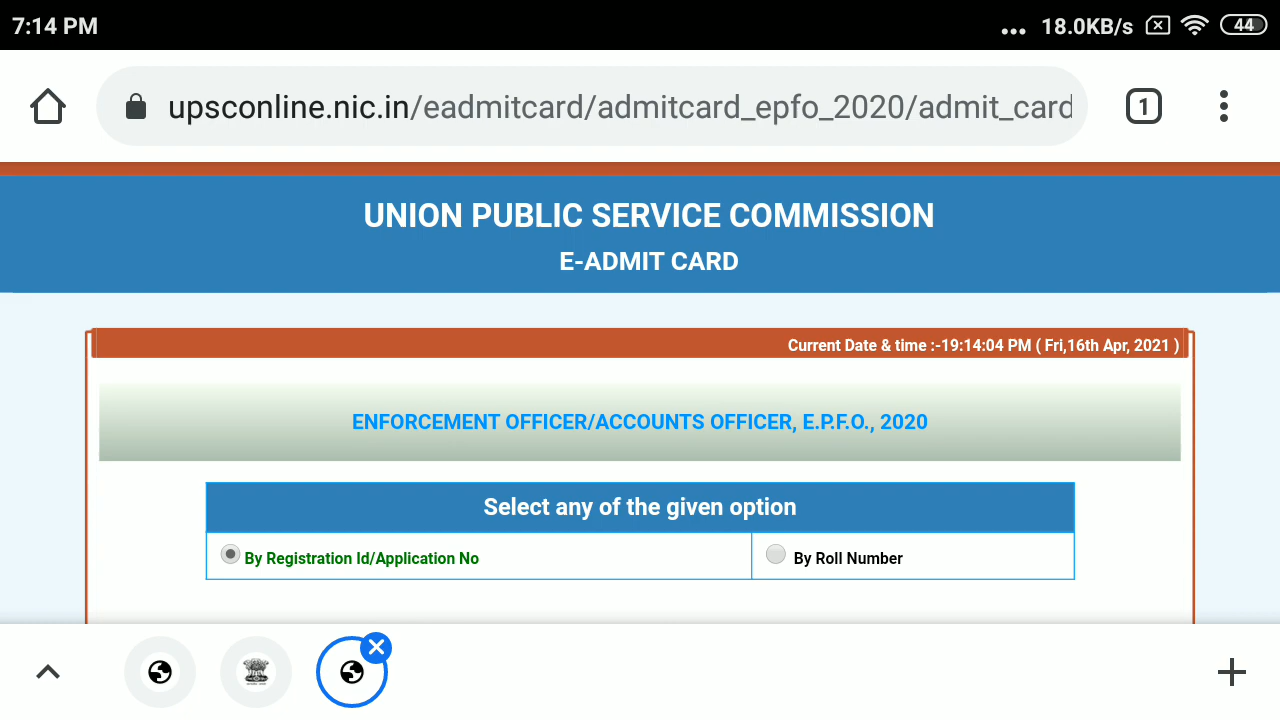 7:14 PM
... 18.0KB/s 44
upsconline.nic.in/eadmitcard/admitcard_epfo_2020/admit_card
1
UNION PUBLIC SERVICE COMMISSION
E-ADMIT CARD
Current Date & time :-19:14:04 PM ( Fri,16th Apr, 2021 )
ENFORCEMENT OFFICER/ACCOUNTS OFFICER, E.P.F.O., 2020
Select any of the given option
By Registration Id/Application No
By Roll Number